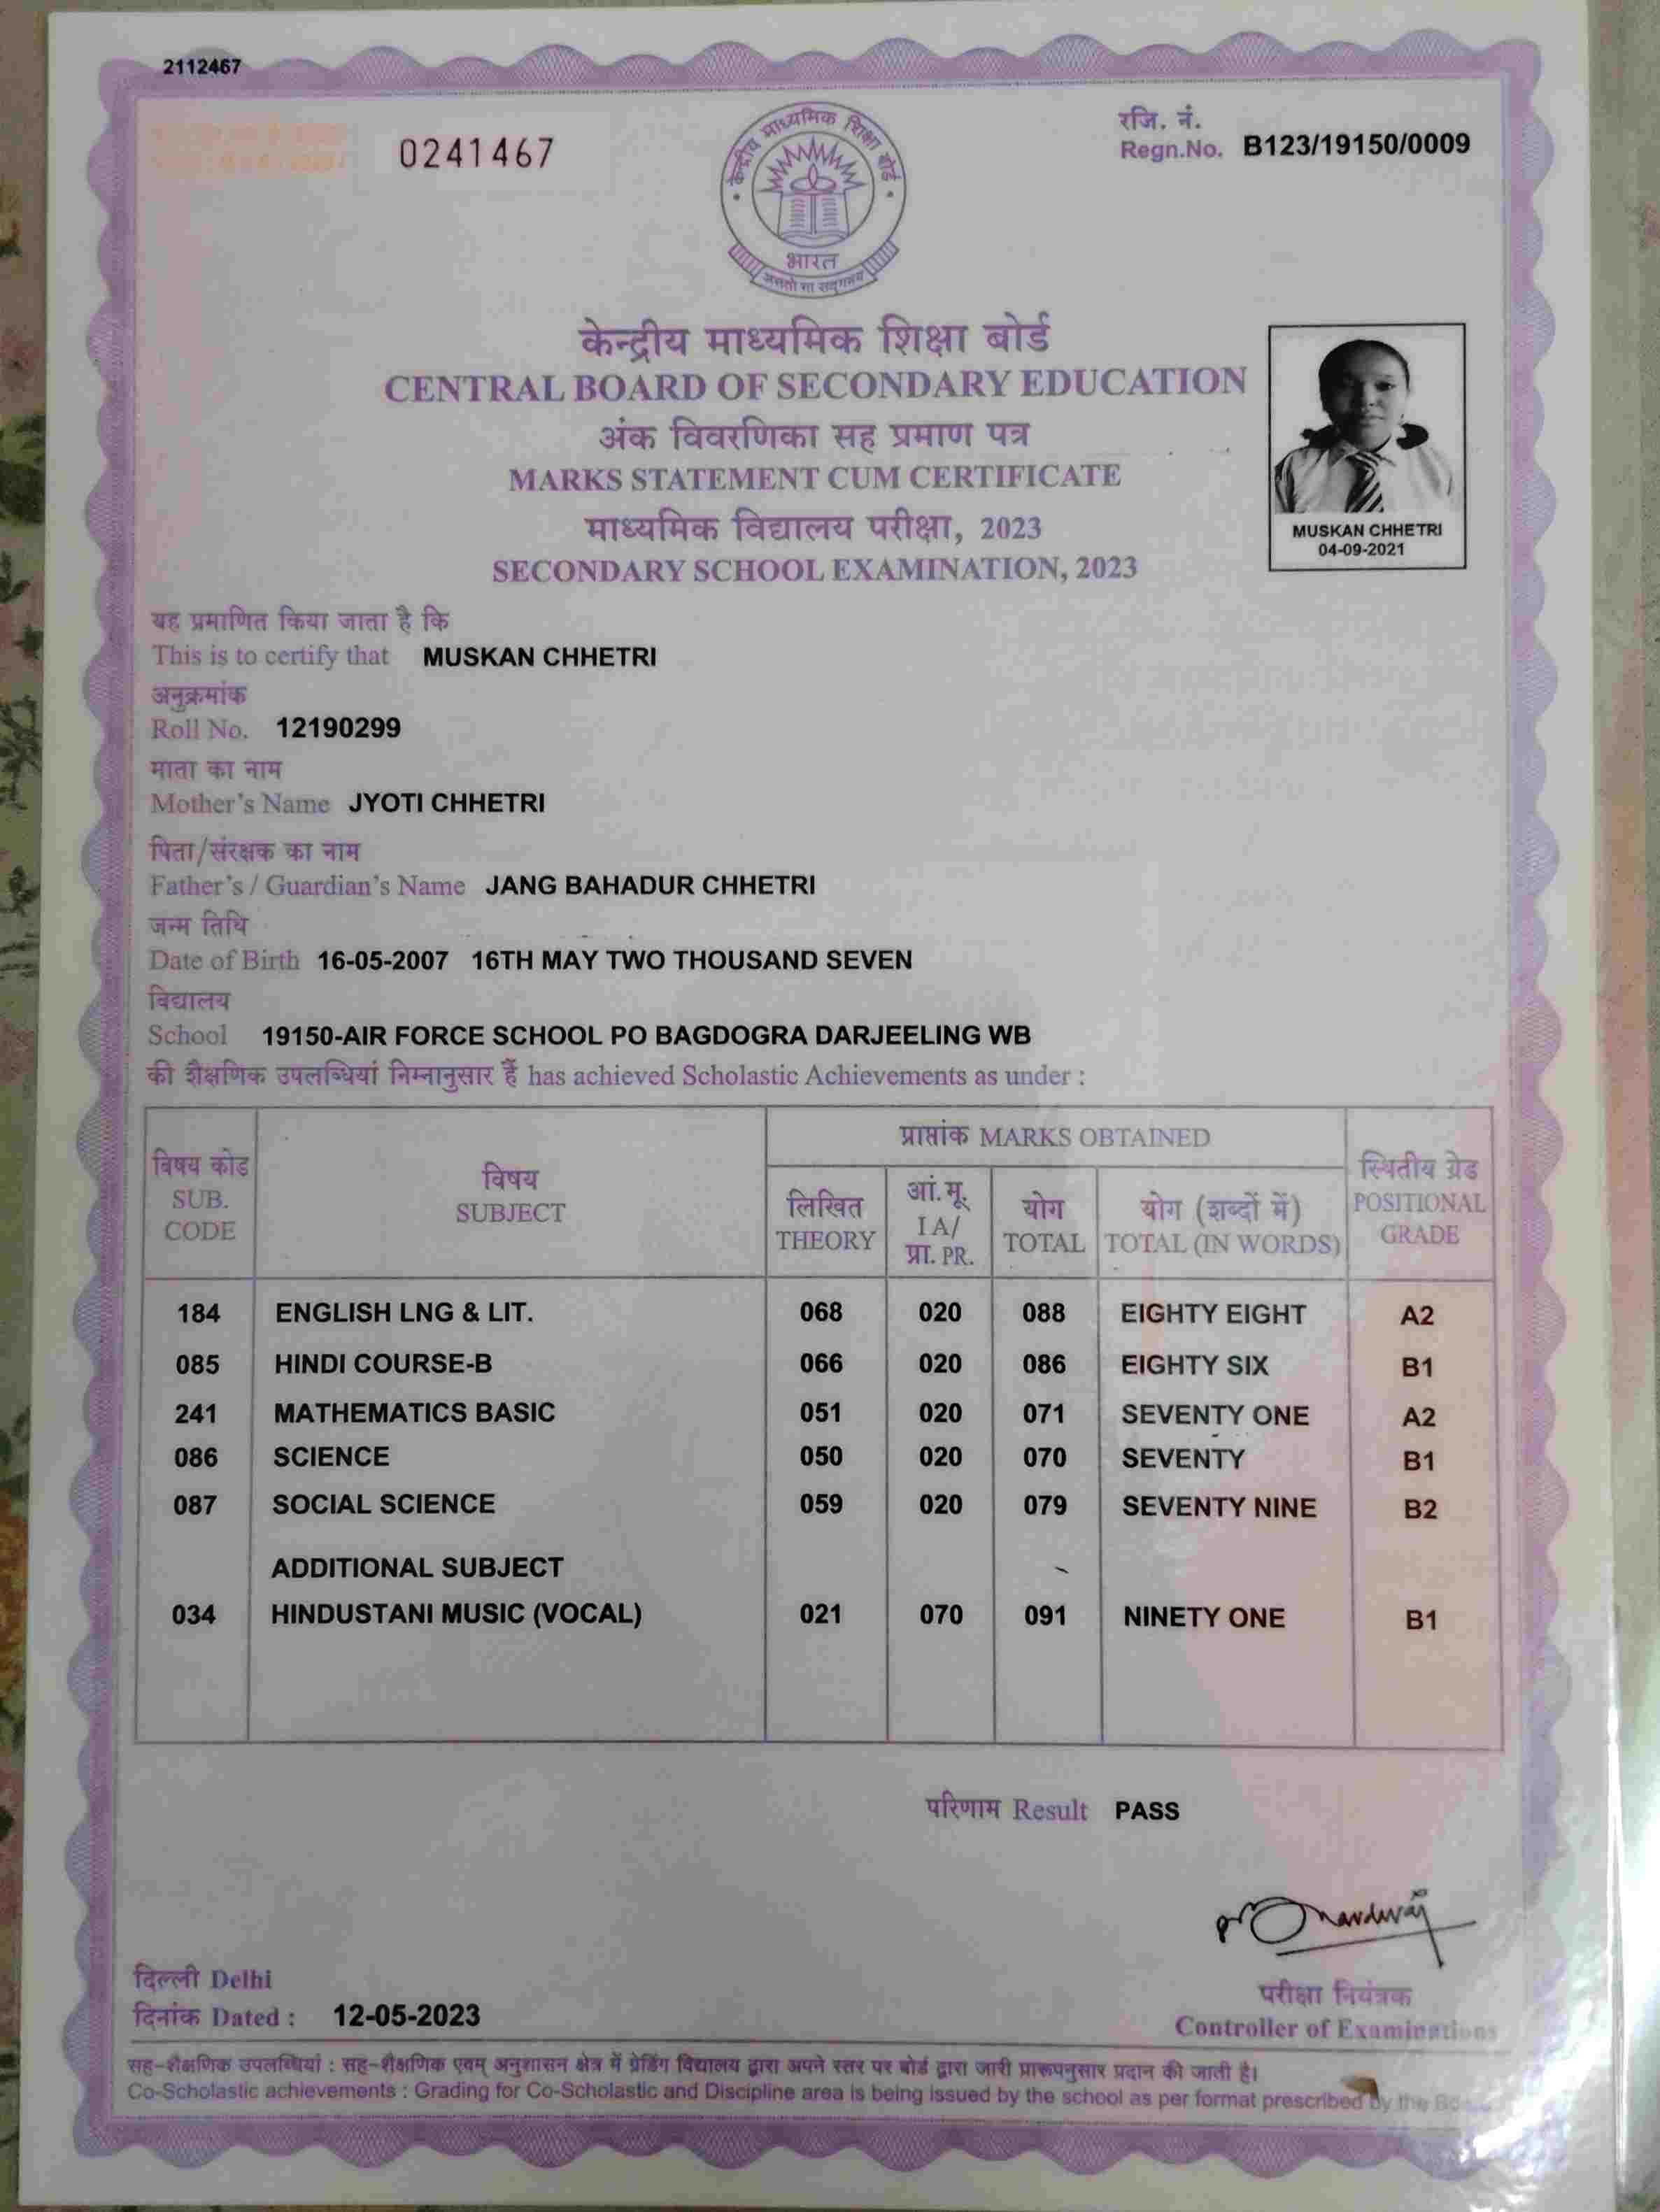 2112467
0241467
रजि. नं.
Regn.No. B123/19150/0009
केन्द्रीय माध्यमिक शिक्षा बोर्ड
भारत
असतो मा सद्गमय
केन्द्रीय माध्यमिक शिक्षा बोर्ड
CENTRAL BOARD OF SECONDARY EDUCATION
अंक विवरणिका सह प्रमाण पत्र
MARKS STATEMENT CUM CERTIFICATE
माध्यमिक विद्यालय परीक्षा, 2023
SECONDARY SCHOOL EXAMINATION, 2023
MUSKAN CHHETRI
04-09-2021
यह प्रमाणित किया जाता है कि
This is to certify that MUSKAN CHHETRI
अनुक्रमांक
Roll No. 12190299
माता का नाम
Mother's Name JYOTI CHHETRI
पिता/संरक्षक का नाम
Father's / Guardian's Name JANG BAHADUR CHHETRI
जन्म तिथि
Date of Birth 16-05-2007 16TH MAY TWO THOUSAND SEVEN
विद्यालय
School 19150-AIR FORCE SCHOOL PO BAGDOGRA DARJEELING WB
की शैक्षणिक उपलब्धियां निम्नानुसार हैं has achieved Scholastic Achievements as under :
विषय कोड
SUB.
CODE
विषय
SUBJECT
प्राप्तांक MARKS OBTAINED
लिखित
THEORY
आं.मू.
I A/
प्रा. PR.
योग
TOTAL
योग (शब्दों में)
TOTAL (IN WORDS)
स्थितीय ग्रेड
POSITIONAL
GRADE
184 ENGLISH LNG & LIT. 068 020 088 EIGHTY EIGHT A2
085 HINDI COURSE-B 066 020 086 EIGHTY SIX B1
241 MATHEMATICS BASIC 051 020 071 SEVENTY ONE A2
086 SCIENCE 050 020 070 SEVENTY B1
087 SOCIAL SCIENCE 059 020 079 SEVENTY NINE B2
ADDITIONAL SUBJECT
034 HINDUSTANI MUSIC (VOCAL) 021 070 091 NINETY ONE B1
परिणाम Result PASS
दिल्ली Delhi
दिनांक Dated : 12-05-2023
परीक्षा नियंत्रक
Controller of Examinations
सह-शैक्षणिक उपलब्धियां : सह-शैक्षणिक एवम् अनुशासन क्षेत्र में ग्रेडिंग विद्यालय द्वारा अपने स्तर पर बोर्ड द्वारा जारी प्रारूपनुसार प्रदान की जाती है।
Co-Scholastic achievements : Grading for Co-Scholastic and Discipline area is being issued by the school as per format prescribed by the